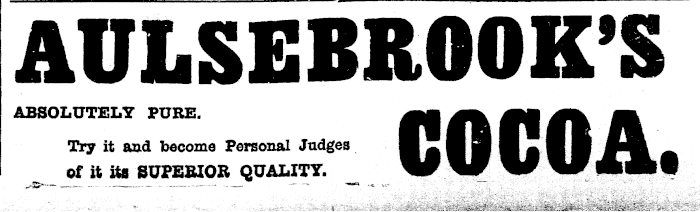 AULSEBROOK'S
ABSOLUTELY PURE.
COCOA.
Try it and become Personal Judges
of it its SUPERIOR QUALITY.